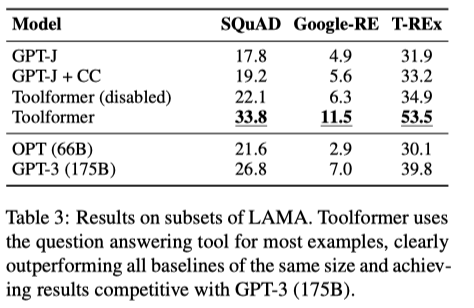 Model SQuAD Google-RE T-REx
GPT-J 17.8 4.9 31.9
GPT-J + CC 19.2 5.6 33.2
Toolformer (disabled) 22.1 6.3 34.9
Toolformer 33.8 11.5 53.5
OPT (66B) 21.6 2.9 30.1
GPT-3 (175B) 26.8 7.0 39.8
Table 3: Results on subsets of LAMA. Toolformer uses
the question answering tool for most examples, clearly
outperforming all baselines of the same size and achiev-
ing results competitive with GPT-3 (175B).